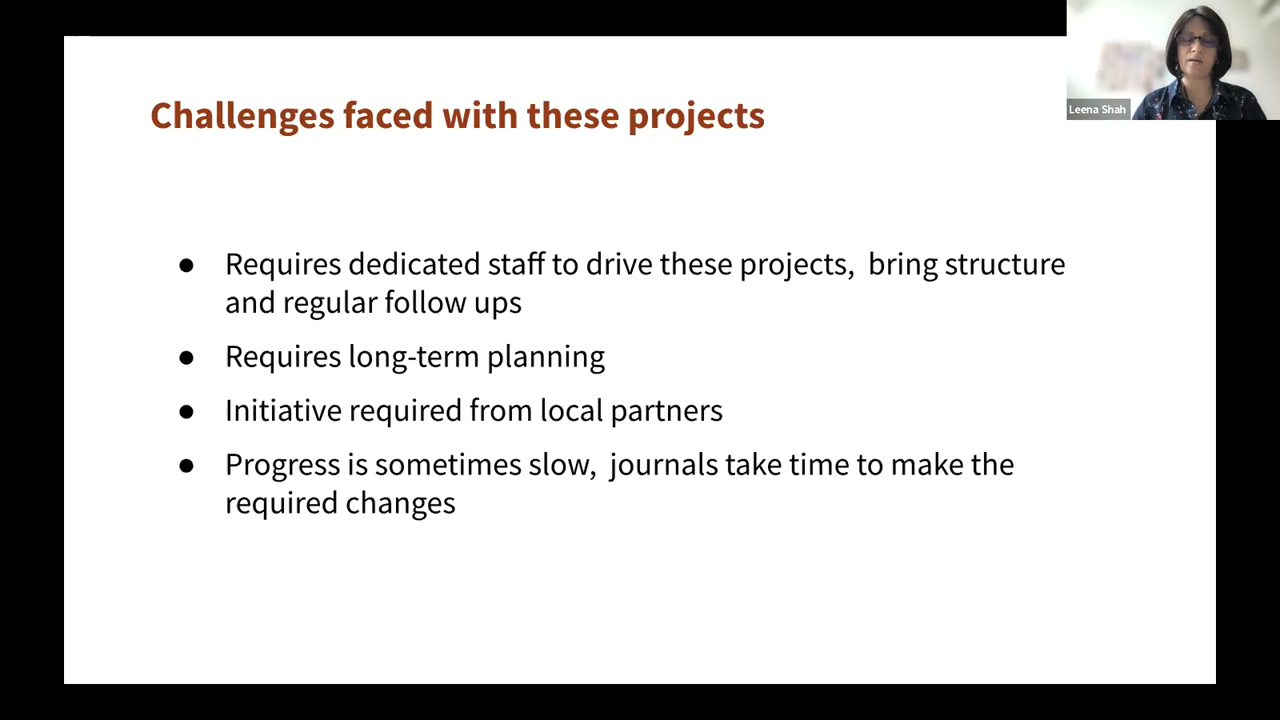 Challenges faced with these projects
Leena Shah
● Requires dedicated staff to drive these projects,  bring structure
and regular follow ups
● Requires long-term planning
● Initiative required from local partners
● Progress is sometimes slow,  journals take time to make the
required changes